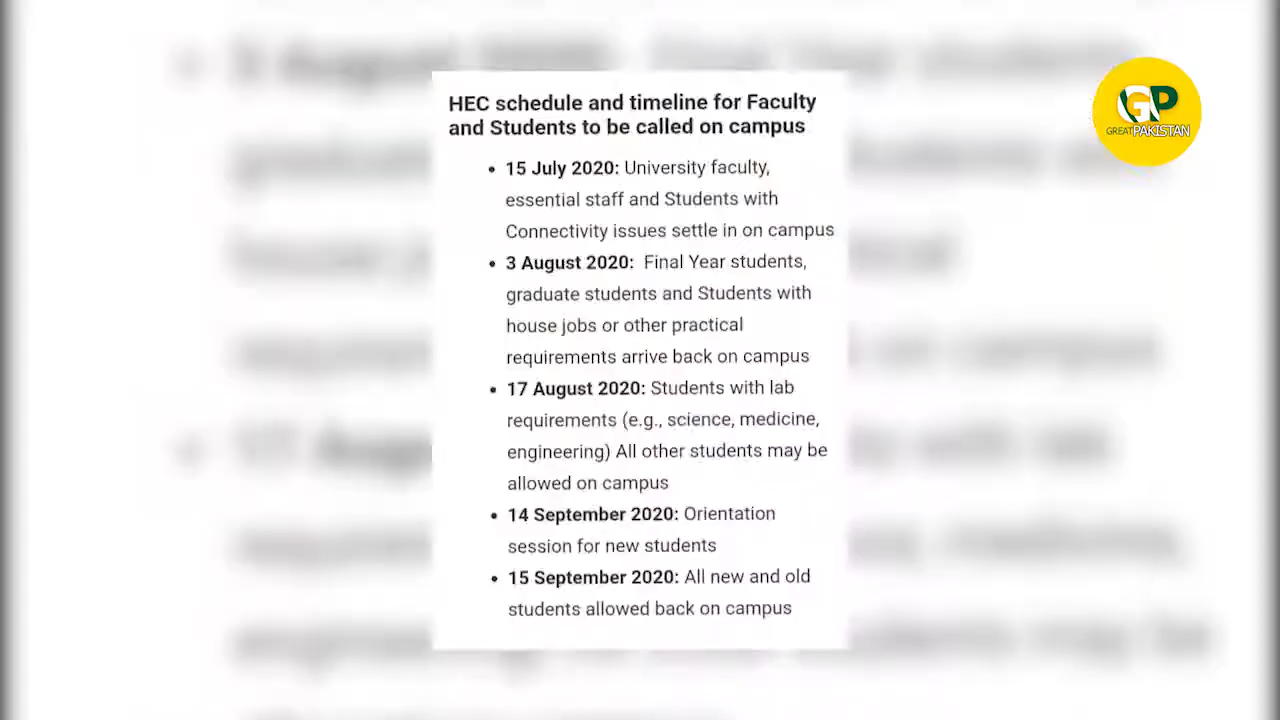 HEC schedule and timeline for Faculty
and Students to be called on campus
• 15 July 2020: University faculty,
essential staff and Students with
Connectivity issues settle in on campus
• 3 August 2020: Final Year students,
graduate students and Students with
house jobs or other practical
requirements arrive back on campus
• 17 August 2020: Students with lab
requirements (e.g., science, medicine,
engineering) All other students may be
allowed on campus
• 14 September 2020: Orientation
session for new students
• 15 September 2020: All new and old
students allowed back on campus
GP
GREATPAKISTAN